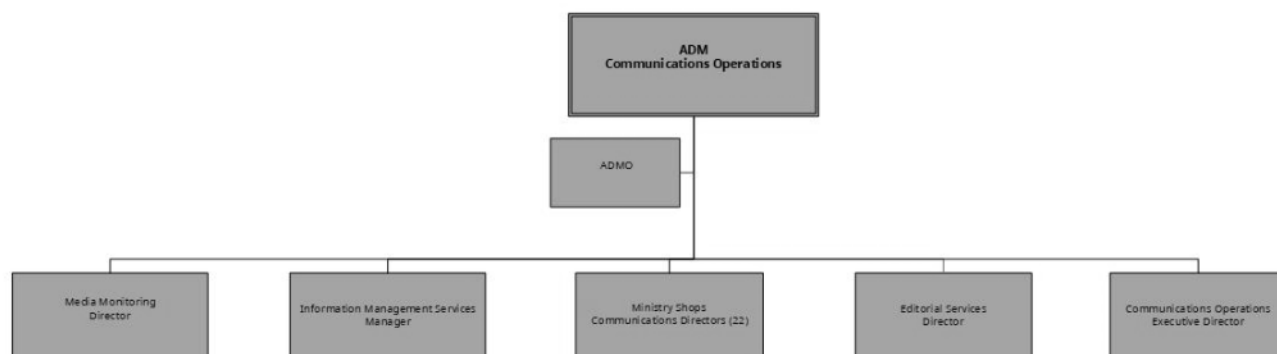 ADM
Communications Operations
ADMO
Media Monitoring
Director
Information Management Services
Manager
Ministry Shops
Communications Directors (22)
Editorial Services
Director
Communications Operations
Executive Director